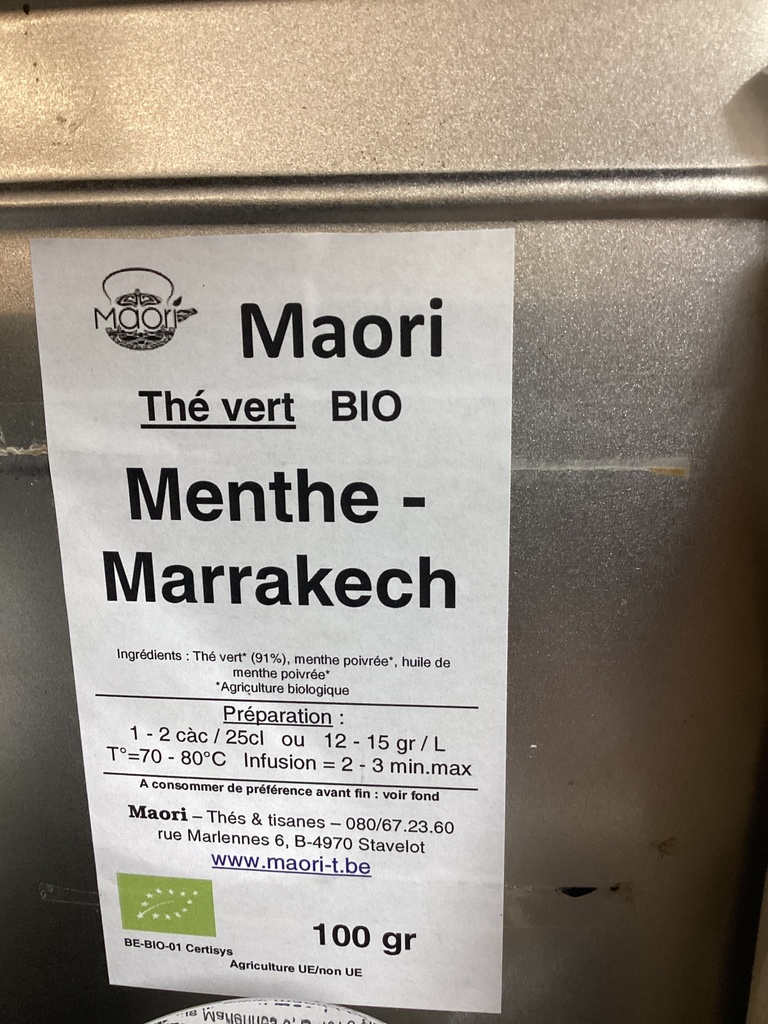 Maori
Maori
Thé vert BIO
Menthe -
Marrakech
Ingrédients : Thé vert* (91%), menthe poivrée*, huile de
menthe poivrée*
*Agriculture biologique
Préparation :
1 - 2 càc / 25cl ou 12 - 15 gr / L
T°=70 - 80°C Infusion = 2 - 3 min.max
A consommer de préférence avant fin : voir fond
Maori – Thés & tisanes – 080/67.23.60
rue Marlennes 6, B-4970 Stavelot
www.maori-t.be
100 gr
BE-BIO-01 Certisys
Agriculture UE/non UE